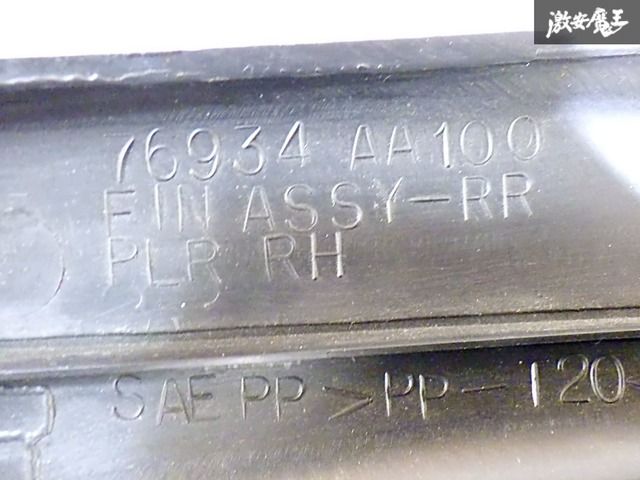 激安魔王
76934 AA100
FIN ASSY-RR
PLR RH
SAE PP >PP-T20